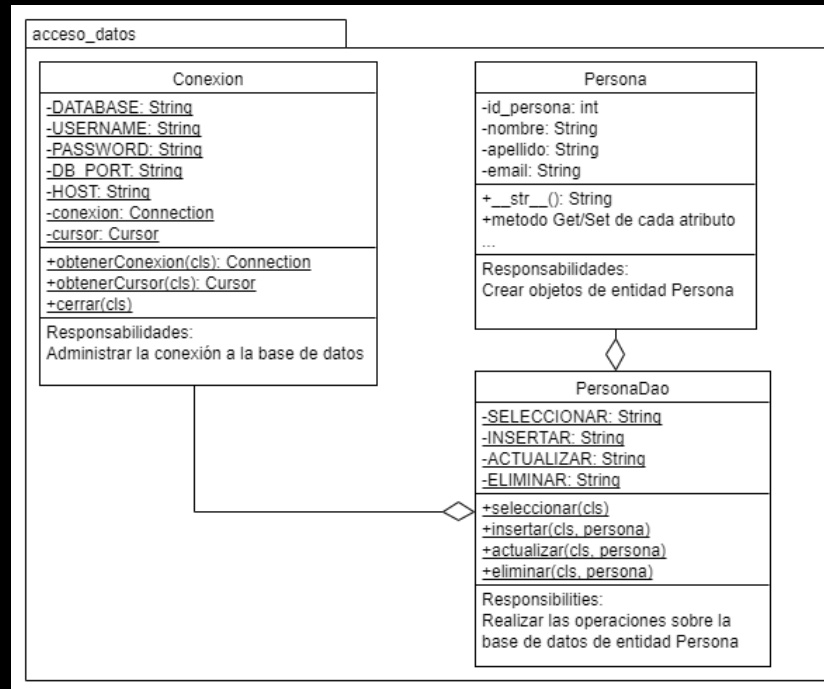 acceso_datos
Conexion
-DATABASE: String
-USERNAME: String
-PASSWORD: String
-DB_PORT: String
-HOST: String
-conexion: Connection
-cursor: Cursor
+obtenerConexion(cls): Connection
+obtenerCursor(cls): Cursor
+cerrar(cls)
Responsabilidades:
Administrar la conexión a la base de datos
Persona
-id_persona: int
-nombre: String
-apellido: String
-email: String
+__str__(): String
+metodo Get/Set de cada atributo
...
Responsabilidades:
Crear objetos de entidad Persona
PersonaDao
-SELECCIONAR: String
-INSERTAR: String
-ACTUALIZAR: String
-ELIMINAR: String
+seleccionar(cls)
+insertar(cls, persona)
+actualizar(cls, persona)
+eliminar(cls, persona)
Responsibilities:
Realizar las operaciones sobre la
base de datos de entidad Persona